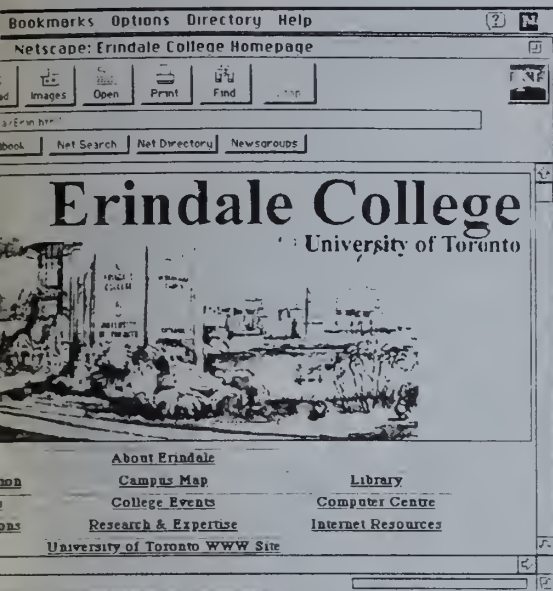 Bookmarks Options Directory Help
Netscape: Erindale College Homepage
Images Open Print Find
Net Search Net Directory Newsgroups
Erindale College
University of Toronto
About Erindale
Campus Map Library
College Events Computer Centre
ons Research & Expertise Internet Resources
University of Toronto WWW Site